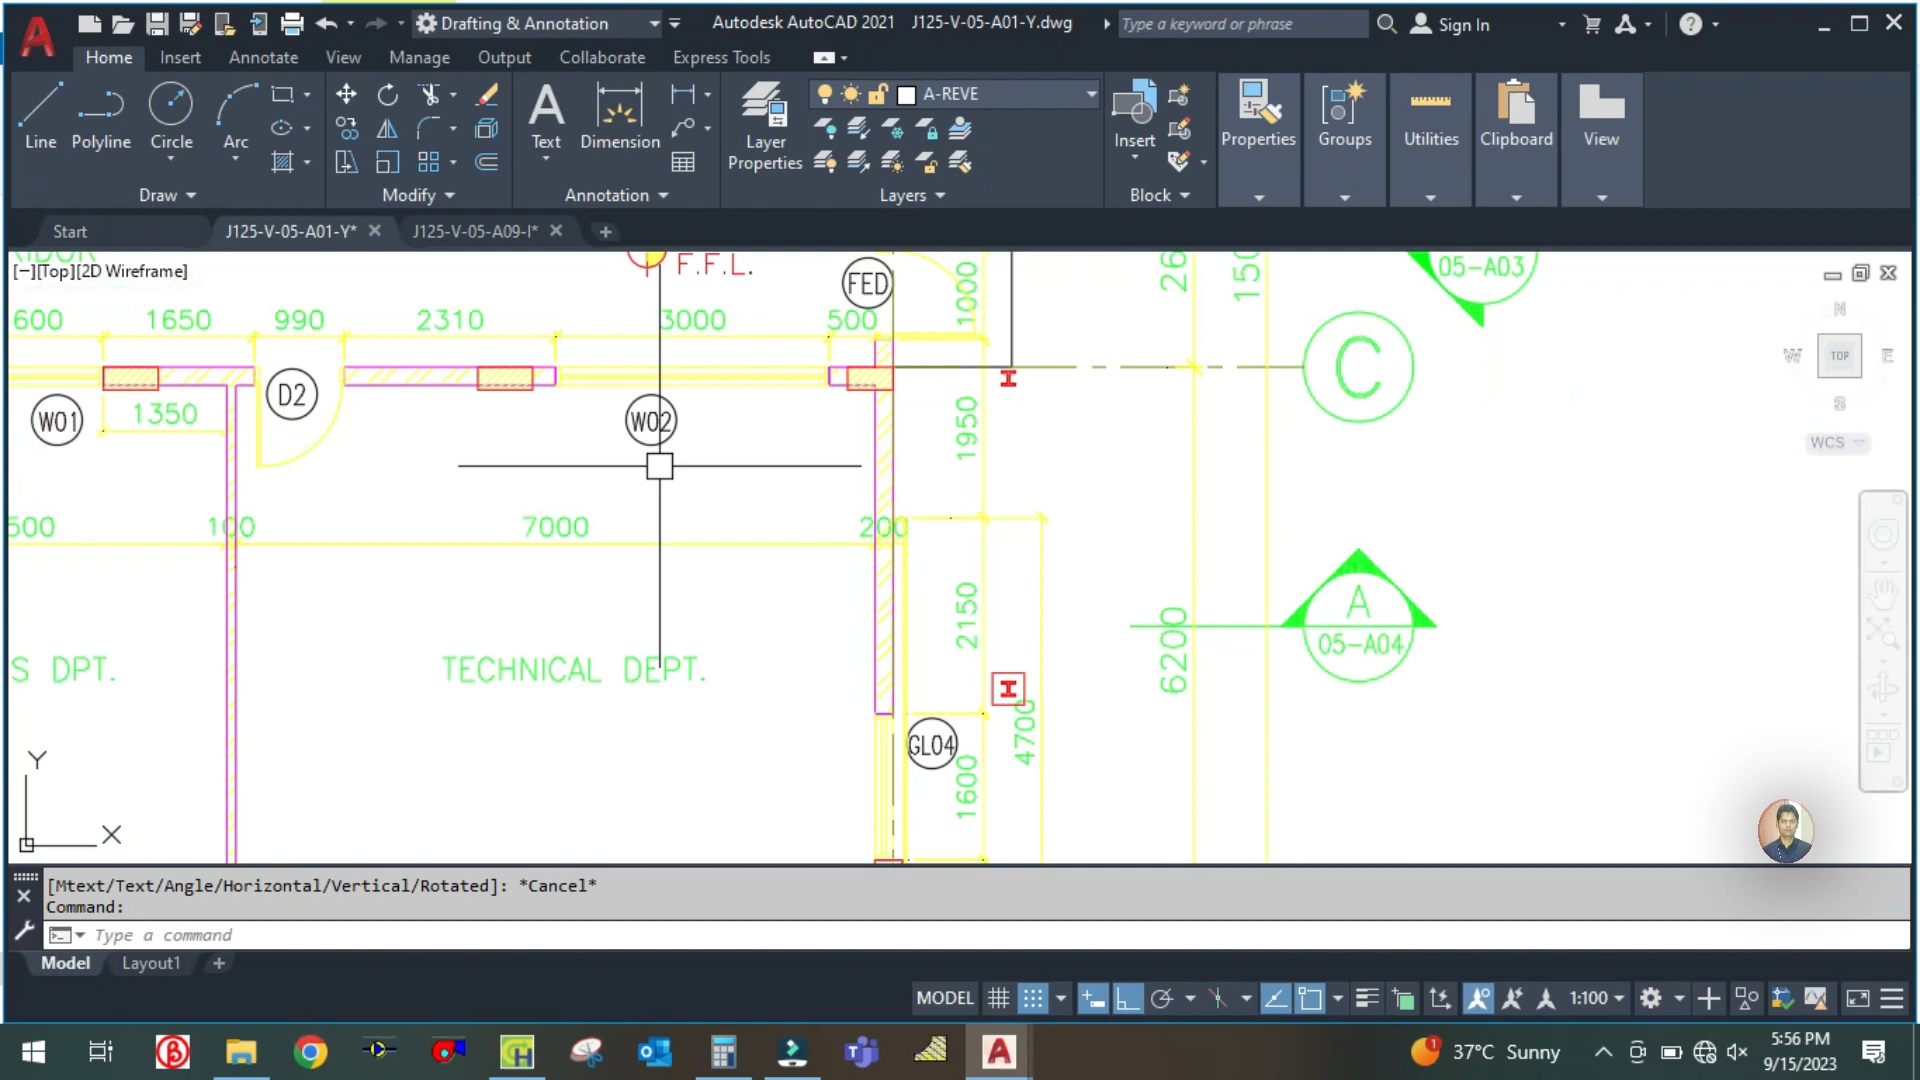 Drafting & Annotation
Autodesk AutoCAD 2021 J125-V-05-A01-Y.dwg
Type a keyword or phrase
Sign In
Home Insert Annotate View Manage Output Collaborate Express Tools
A-REVE
Line Polyline Circle Arc
Text Dimension
Layer Properties
Insert
Properties Groups Utilities Clipboard View
Draw Modify Annotation Layers Block
Start J125-V-05-A01-Y* J125-V-05-A09-I*
[−][Top][2D Wireframe]
F.F.L.
FED
1000
26
150
05-A03
N
W TOP E
S
WCS
600 1650 990 2310 3000 500
C
D2
W01
1350
W02
1950
500 100 7000 200
2150
A
05-A04
6200
S DPT.
TECHNICAL DEPT.
4700
GL04
1600
Y
X
[Mtext/Text/Angle/Horizontal/Vertical/Rotated]: *Cancel*
Command:
Type a command
Model Layout1
MODEL
1:100
37°C Sunny
5:56 PM
9/15/2023